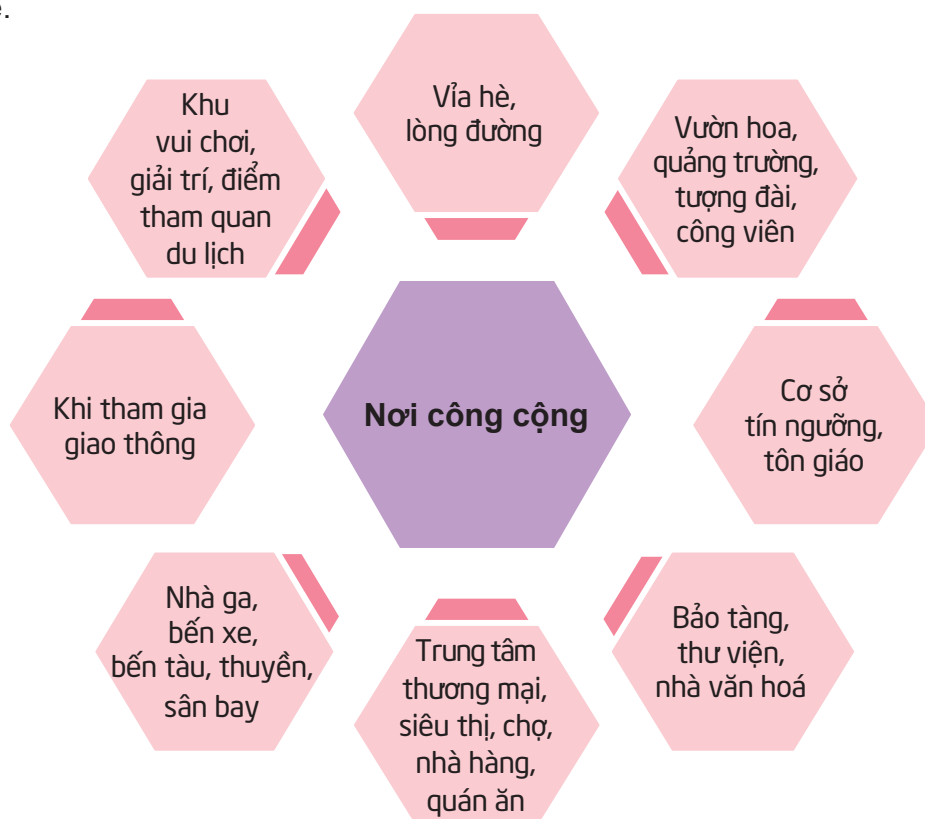 e.
Vỉa hè,
lòng đường
Khu
vui chơi,
giải trí, điểm
tham quan
du lịch
Vườn hoa,
quảng trường,
tượng đài,
công viên
Khi tham gia
giao thông
Nơi công cộng
Cơ sở
tín ngưỡng,
tôn giáo
Nhà ga,
bến xe,
bến tàu, thuyền,
sân bay
Trung tâm
thương mại,
siêu thị, chợ,
nhà hàng,
quán ăn
Bảo tàng,
thư viện,
nhà văn hoá